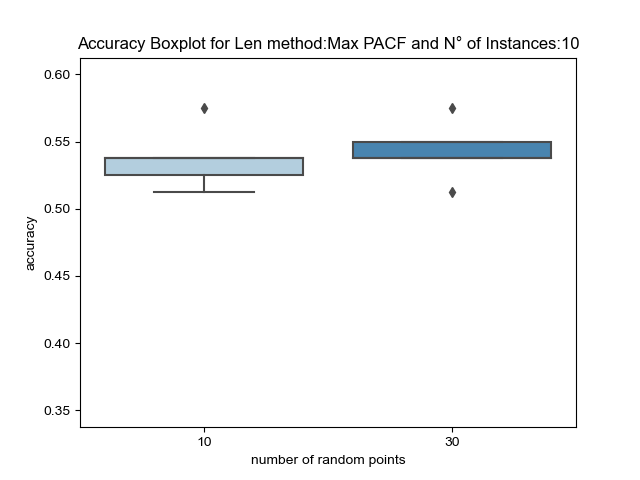 Accuracy Boxplot for Len method:Max PACF and N° of Instances:10
0.60
0.55
0.50
0.45
0.40
0.35
accuracy
10
30
number of random points